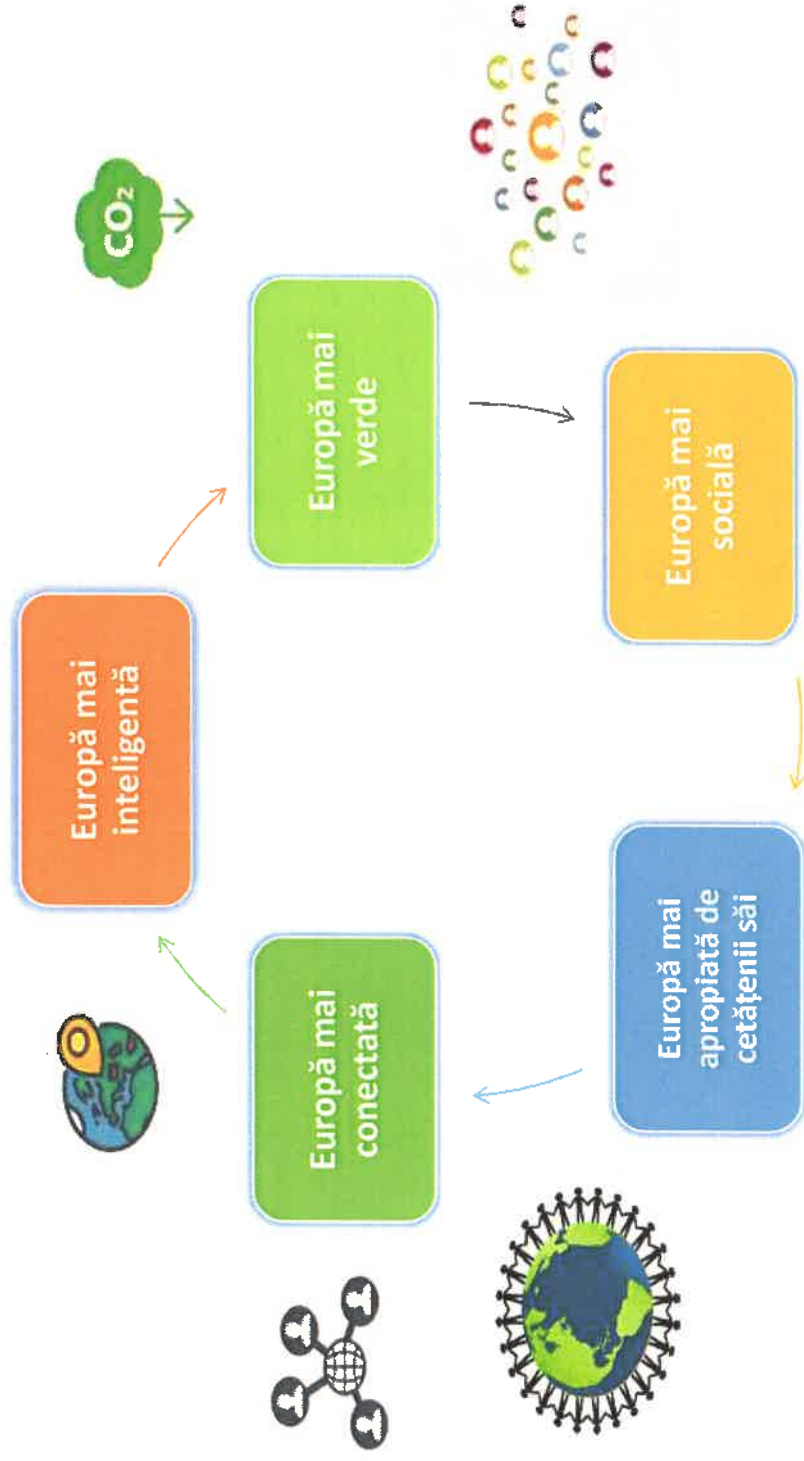 Europă mai
inteligentă
CO₂
Europă mai
verde
Europă mai
socială
Europă mai
apropiată de
cetățenii săi
Europă mai
conectată